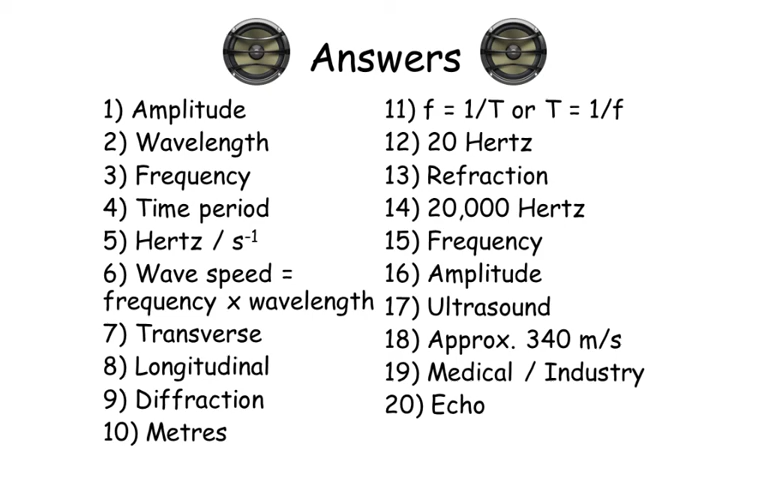 Answers
1) Amplitude
2) Wavelength
3) Frequency
4) Time period
5) Hertz / s⁻¹
6) Wave speed =
frequency x wavelength
7) Transverse
8) Longitudinal
9) Diffraction
10) Metres
11) f = 1/T or T = 1/f
12) 20 Hertz
13) Refraction
14) 20,000 Hertz
15) Frequency
16) Amplitude
17) Ultrasound
18) Approx. 340 m/s
19) Medical / Industry
20) Echo